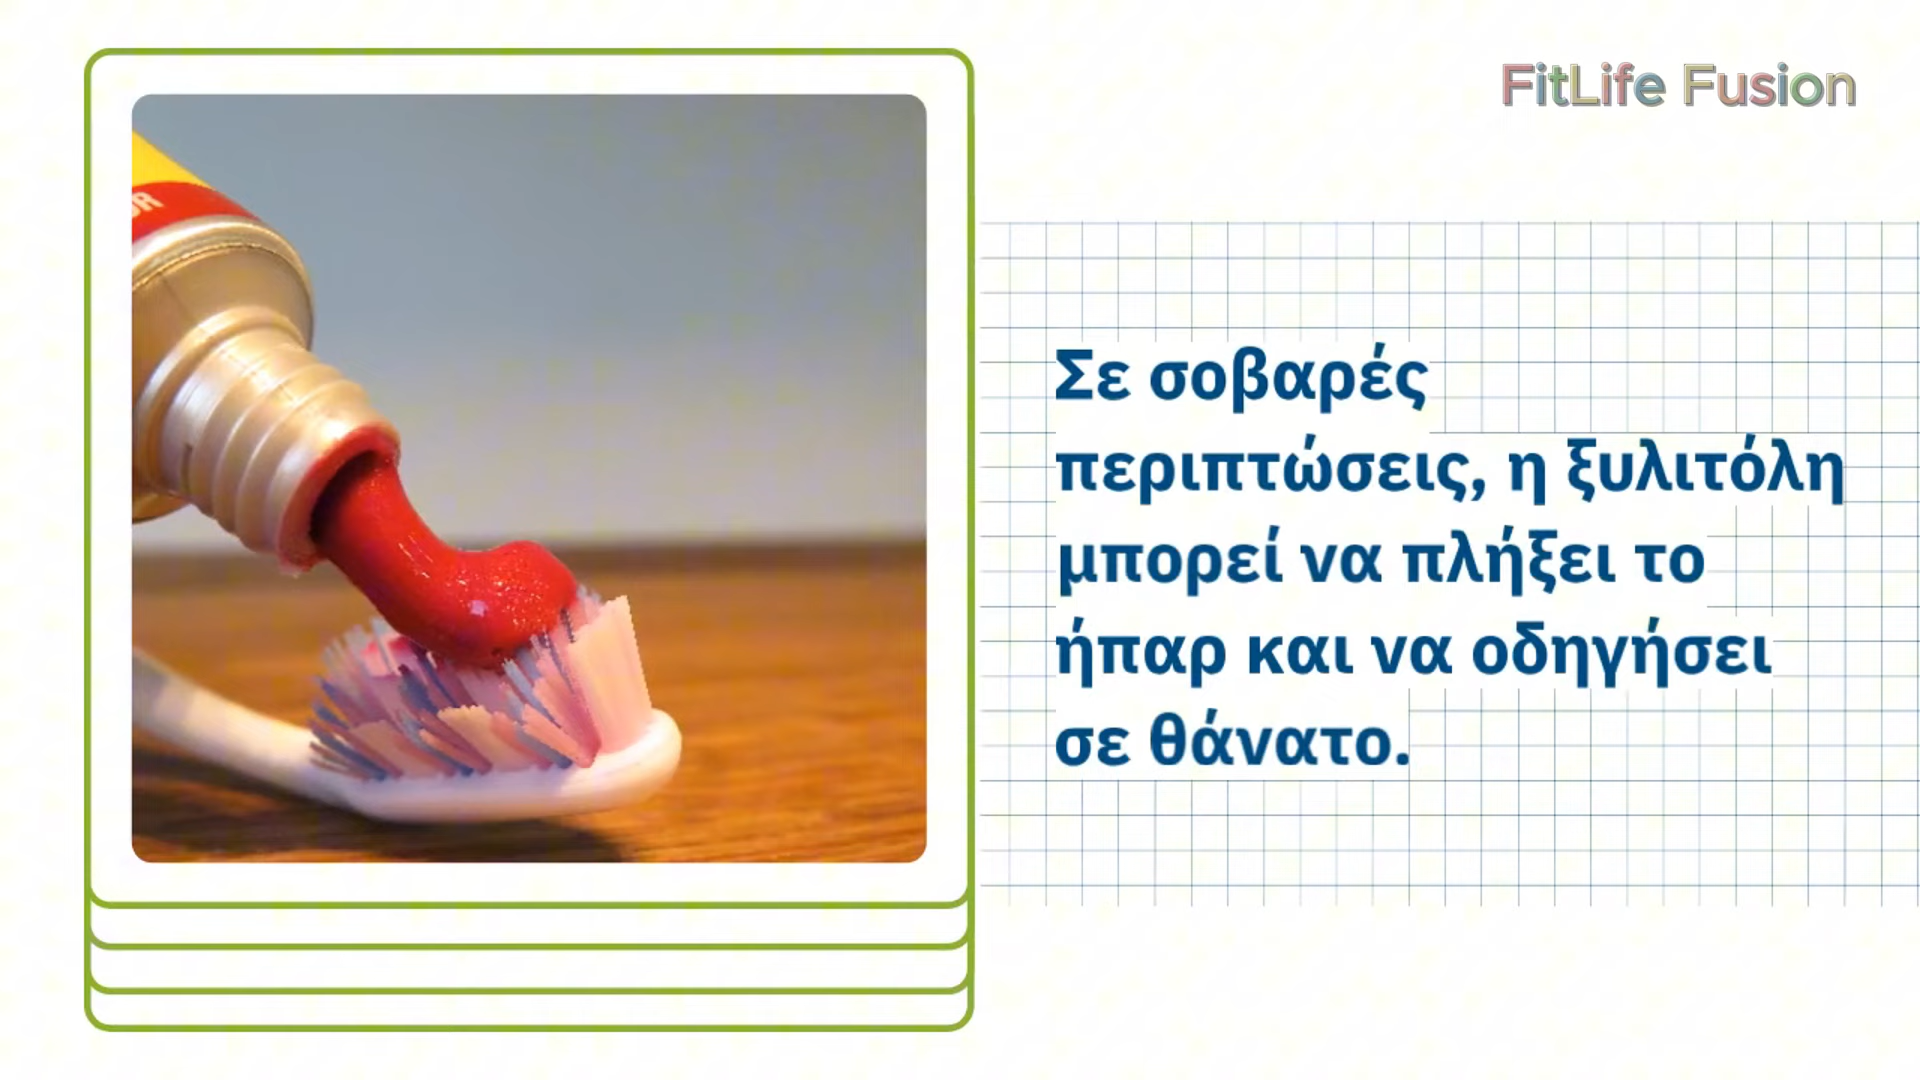 FitLife Fusion
Σε σοβαρές
περιπτώσεις, η ξυλιτόλη
μπορεί να πλήξει το
ήπαρ και να οδηγήσει
σε θάνατο.